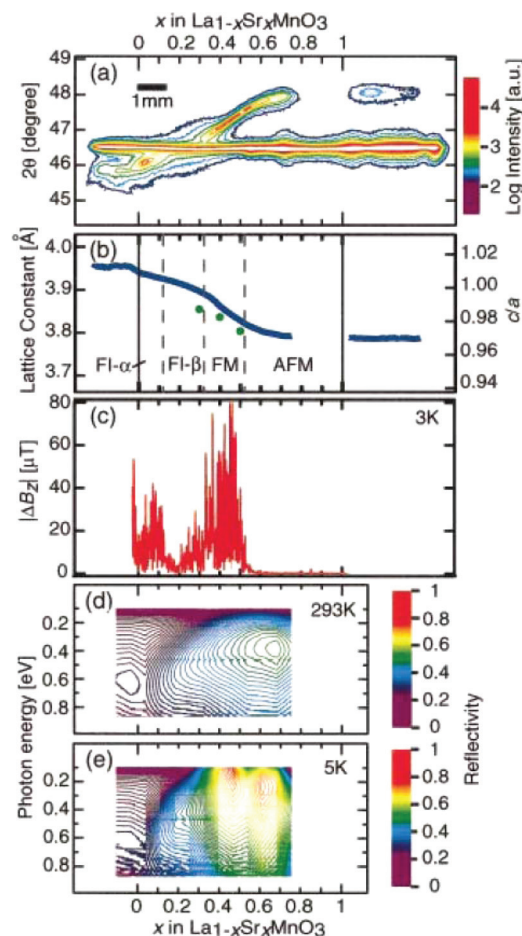 x in La1-xSrxMnO3
0 0.2 0.4 0.6 0.8 1
(a)
1mm
2θ [degree]
49
48
47
46
45
4
3
2
Log Intensity [a.u.]
(b)
Lattice Constant [Å]
4.0
3.9
3.8
3.7
FI-α
FI-β
FM
AFM
1.02
1.00
0.98
0.96
0.94
c/a
(c)
3K
|ΔBz| [μT]
80
60
40
20
0
(d)
293K
0.2
0.4
0.6
0.8
1
0.8
0.6
0.4
0.2
0
Photon energy [eV]
Reflectivity
(e)
5K
0.2
0.4
0.6
0.8
1
0.8
0.6
0.4
0.2
0
0 0.2 0.4 0.6 0.8 1
x in La1-xSrxMnO3